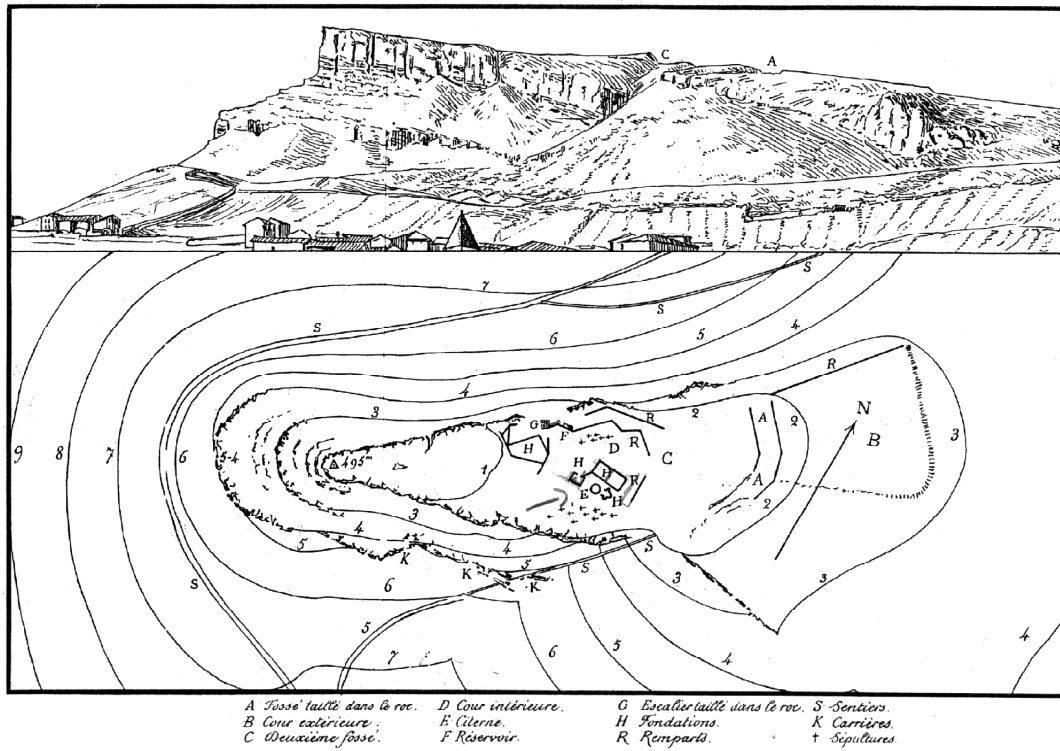 C A
7
S
S
S
6
5
4
R
4
3
2
N
B
A
2
3
G
F
R
D
R
C
H
9 8 7 6 5-4
495m
1
H
H
R
A
E
H
2
3
4
4
S
5
K
5
S
K
K
3
3
6
S
5
7
6
5
4
4
A Fossé taillé dans le roc. D Cour intérieure. G Escalier taillé dans le roc. S Sentiers.
B Cour extérieure. E Citerne. H Fondations. K Carrières.
C Deuxième fossé. F Réservoir. R Remparts. † Sépultures.